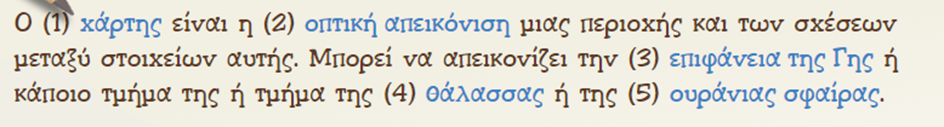 Ο (1) χάρτης είναι η (2) οπτική απεικόνιση μιας περιοχής και των σχέσεων
μεταξύ στοιχείων αυτής. Μπορεί να απεικονίζει την (3) επιφάνεια της Γης ή
κάποιο τμήμα της ή τμήμα της (4) θάλασσας ή της (5) ουράνιας σφαίρας.